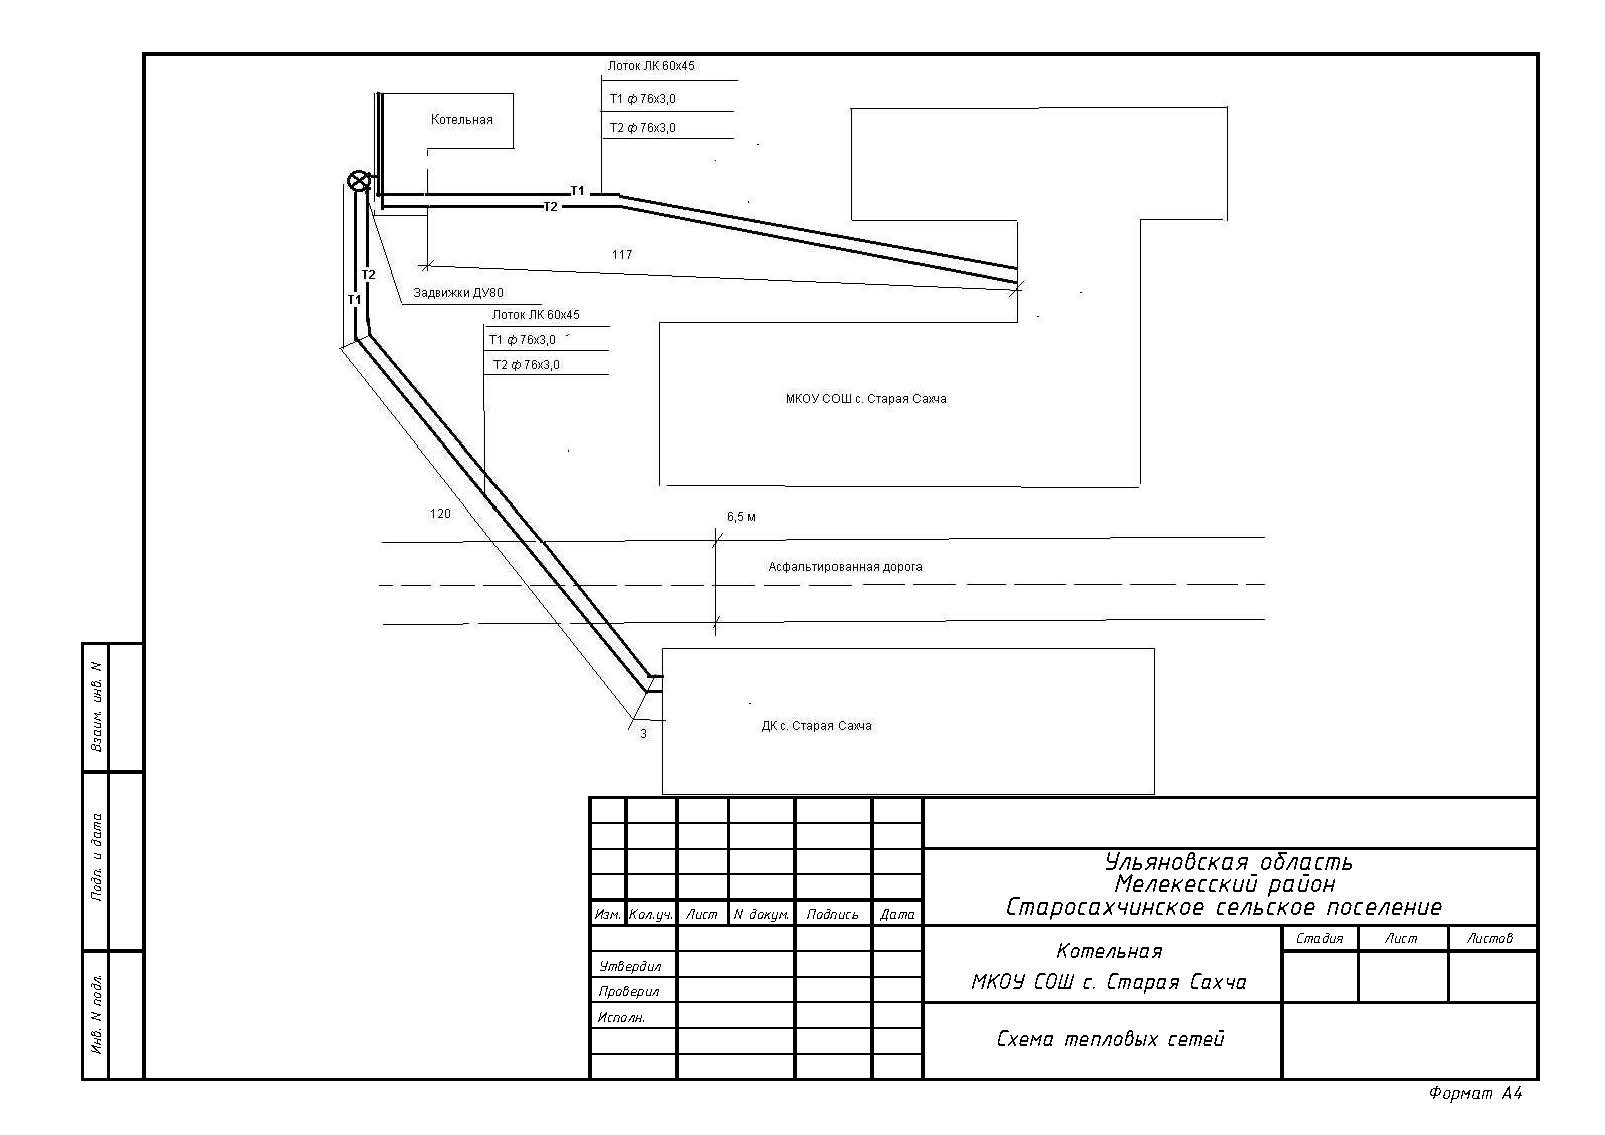 Лоток ЛК 60х45
Т1 ф 76х3,0
Т2 ф 76х3,0
Котельная
Т1
Т2
117
Т2
Т1
Задвижки ДУ80
Лоток ЛК 60х45
Т1 ф 76х3,0
Т2 ф 76х3,0
МКОУ СОШ с. Старая Сахча
120
6,5 м
Асфальтированная дорога
ДК с. Старая Сахча
3
Взаим. инв. N
Подп. и дата
Инв. N подл.
Ульяновская область
Мелекесский район
Старосахчинское сельское поселение
Изм. Кол.уч. Лист N докум. Подпись Дата
Котельная
МКОУ СОШ с. Старая Сахча
Стадия Лист Листов
Утвердил
Проверил
Исполн.
Схема тепловых сетей
Формат А4